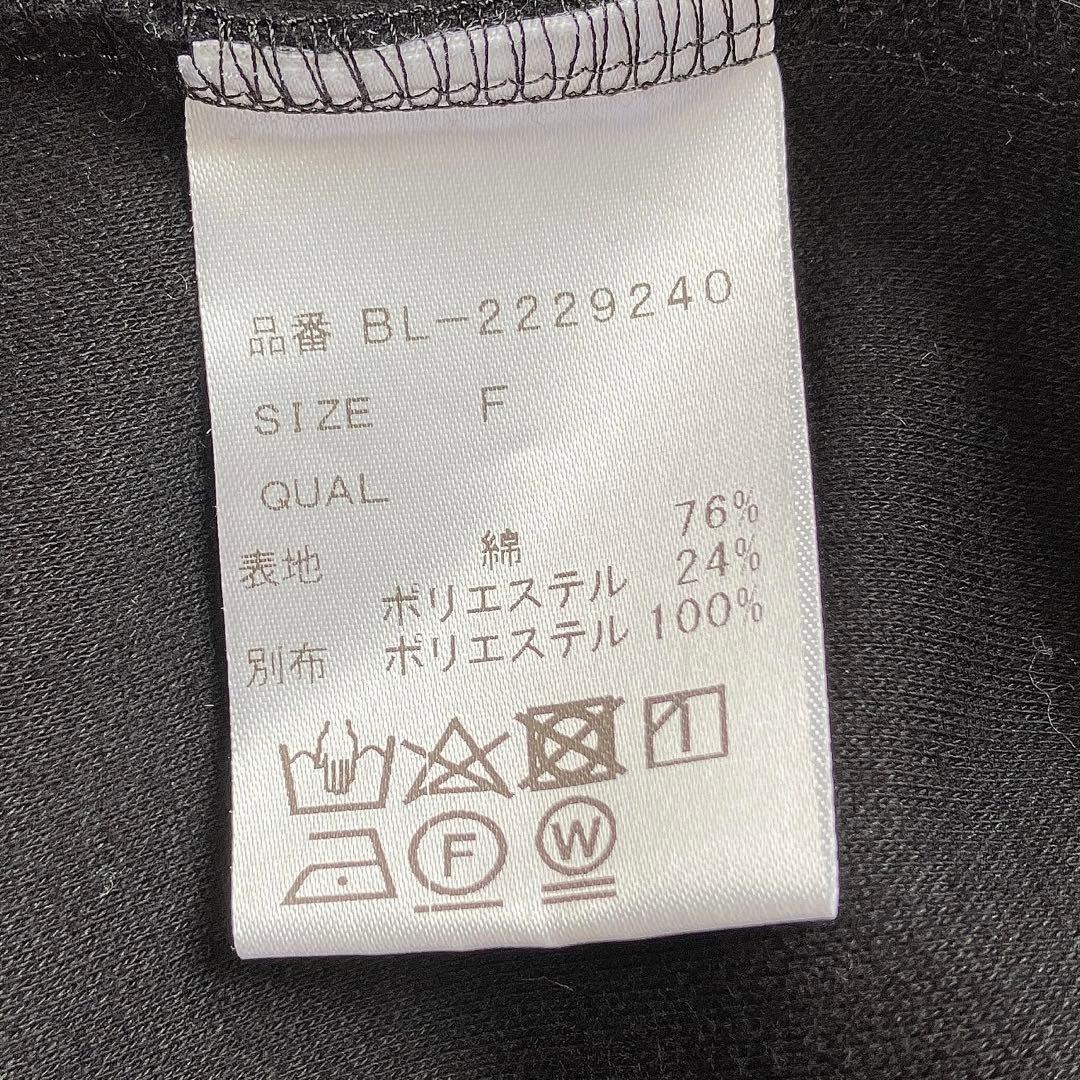 品番 BL-2229240
SIZE F
QUAL
表地 綿 76%
ポリエステル 24%
別布 ポリエステル 100%
F W